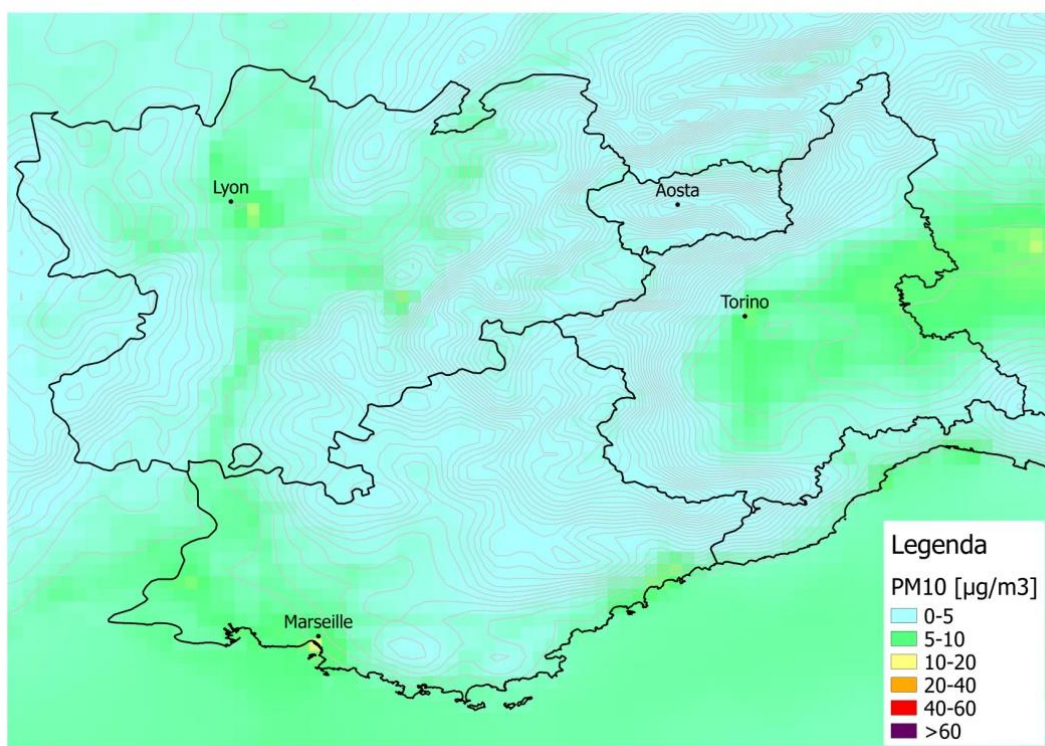 Lyon
Aosta
Torino
Marseille
Legenda
PM10 [µg/m3]
0-5
5-10
10-20
20-40
40-60
>60